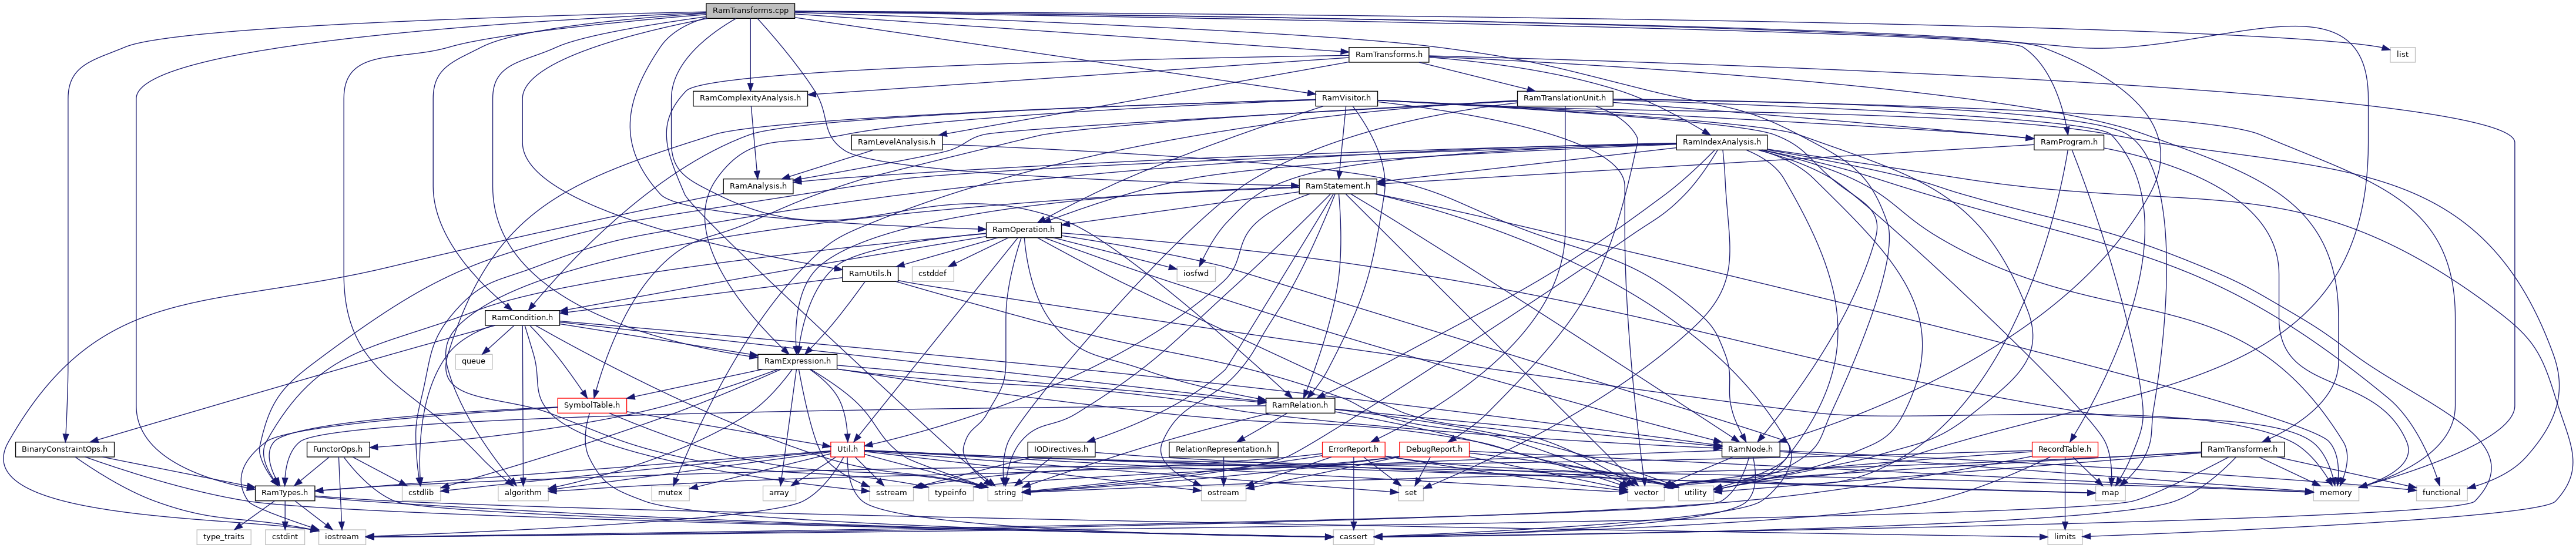 RamTransforms.cpp
RamTransforms.h
list
RamComplexityAnalysis.h
RamVisitor.h
RamTranslationUnit.h
RamLevelAnalysis.h
RamIndexAnalysis.h
RamProgram.h
RamAnalysis.h
RamStatement.h
RamOperation.h
RamUtils.h
cstddef
iosfwd
RamCondition.h
queue
RamExpression.h
SymbolTable.h
RamRelation.h
BinaryConstraintOps.h
FunctorOps.h
Util.h
IODirectives.h
RelationRepresentation.h
ErrorReport.h
DebugReport.h
RamNode.h
RecordTable.h
RamTransformer.h
RamTypes.h
cstdlib
algorithm
mutex
array
sstream
typeinfo
string
ostream
set
vector
utility
map
memory
functional
type_traits
cstdint
iostream
cassert
limits